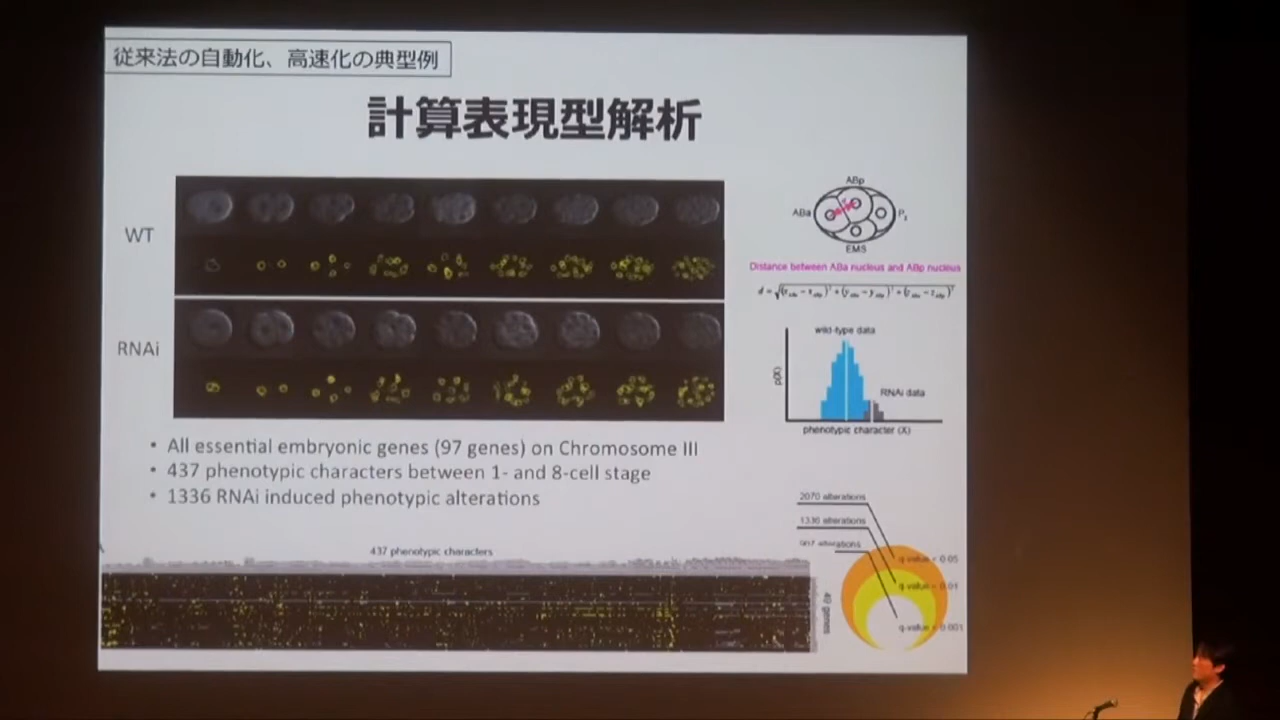 従来法の自動化、高速化の典型例
計算表現型解析
WT
RNAi
ABp
ABa
EMS
Distance between ABa nucleus and ABp nucleus
wild-type data
RNAi data
p(X)
phenotypic character (X)
• All essential embryonic genes (97 genes) on Chromosome III
• 437 phenotypic characters between 1- and 8-cell stage
• 1336 RNAi induced phenotypic alterations
437 phenotypic characters
genes
2070 alterations
1336 alterations
alterations
q-value < 0.05
q-value < 0.01
q-value < 0.001